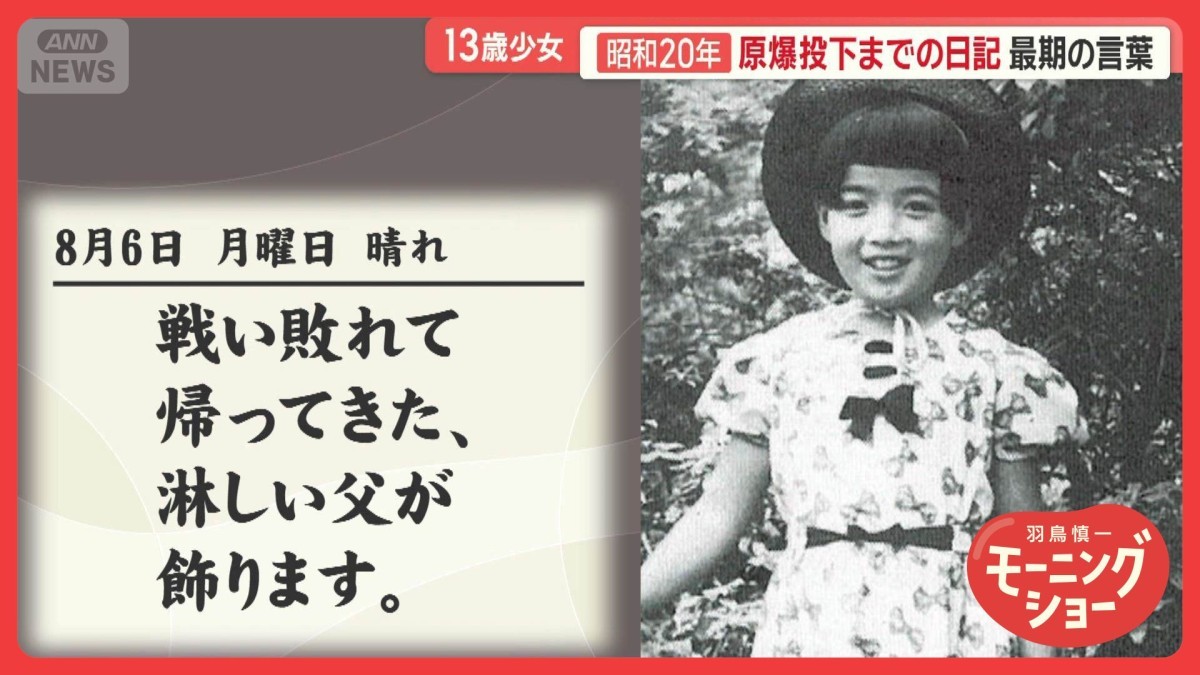 ANN
NEWS
13歳少女
昭和20年 原爆投下までの日記 最期の言葉
8月6日 月曜日 晴れ
戦い敗れて
帰ってきた、
淋しい父が
飾ります。
羽鳥慎一
モーニング
ショー